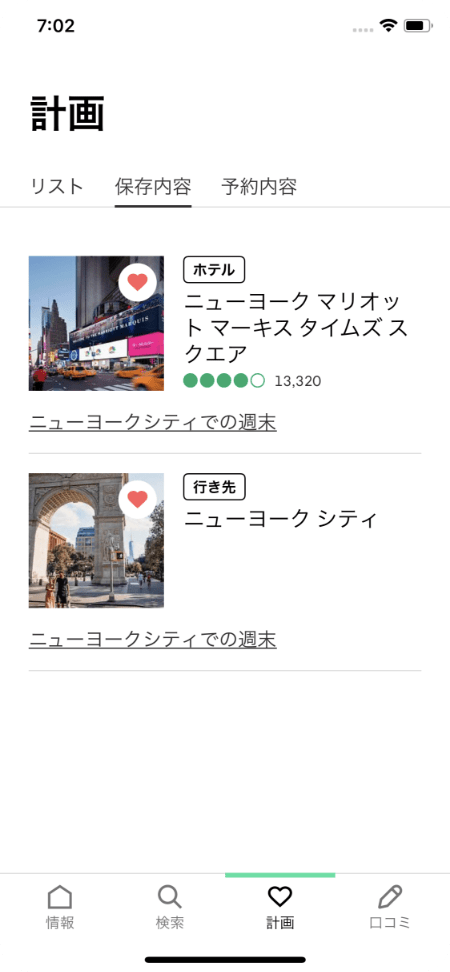 7:02
計画
リスト 保存内容 予約内容
MARQUIS
ホテル
ニューヨーク マリオッ
ト マーキス タイムズ ス
クエア
13,320
ニューヨークシティでの週末
行き先
ニューヨーク シティ
ニューヨークシティでの週末
情報 検索 計画 口コミ